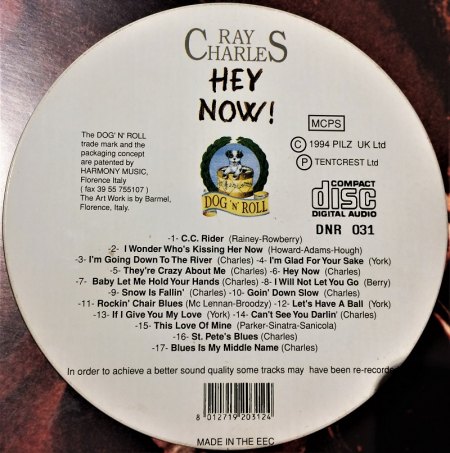 RAY
CHARLES
HEY
NOW!
The DOG' N' ROLL
trade mark and the
packaging concept
are patented by
HARMONY MUSIC,
Florence Italy
( fax 39 55 755107 )
The Art Work is by Barmel,
Florence, Italy.
DOG 'N' ROLL
MCPS
C 1994 PILZ UK Ltd
P TENTCREST Ltd
COMPACT
disc
DIGITAL AUDIO
DNR 031
-1- C.C. Rider (Rainey-Rowberry)
-2- I Wonder Who's Kissing Her Now (Howard-Adams-Hough)
-3- I'm Going Down To The River (Charles) -4- I'm Glad For Your Sake (York)
-5- They're Crazy About Me (Charles) -6- Hey Now (Charles)
-7- Baby Let Me Hold Your Hands (Charles) -8- I Will Not Let You Go (Berry)
-9- Snow Is Fallin' (Charles) -10- Goin' Down Slow (Charles)
-11- Rockin' Chair Blues (Mc Lennan-Broodzy) -12- Let's Have A Ball (York)
-13- If I Give You My Love (York) -14- Can't See You Darlin' (Charles)
-15- This Love Of Mine (Parker-Sinatra-Sanicola)
-16- St. Pete's Blues (Charles)
-17- Blues Is My Middle Name (Charles)
In order to achieve a better sound quality some tracks may have been re-recorde
8 012719 203124
MADE IN THE EEC